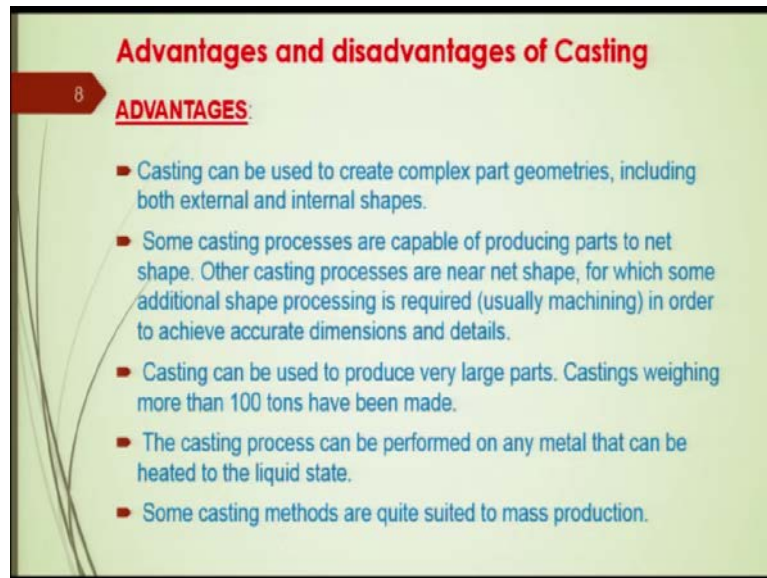 Advantages and disadvantages of Casting
8
ADVANTAGES:
Casting can be used to create complex part geometries, including
both external and internal shapes.
Some casting processes are capable of producing parts to net
shape. Other casting processes are near net shape, for which some
additional shape processing is required (usually machining) in order
to achieve accurate dimensions and details.
Casting can be used to produce very large parts. Castings weighing
more than 100 tons have been made.
The casting process can be performed on any metal that can be
heated to the liquid state.
Some casting methods are quite suited to mass production.